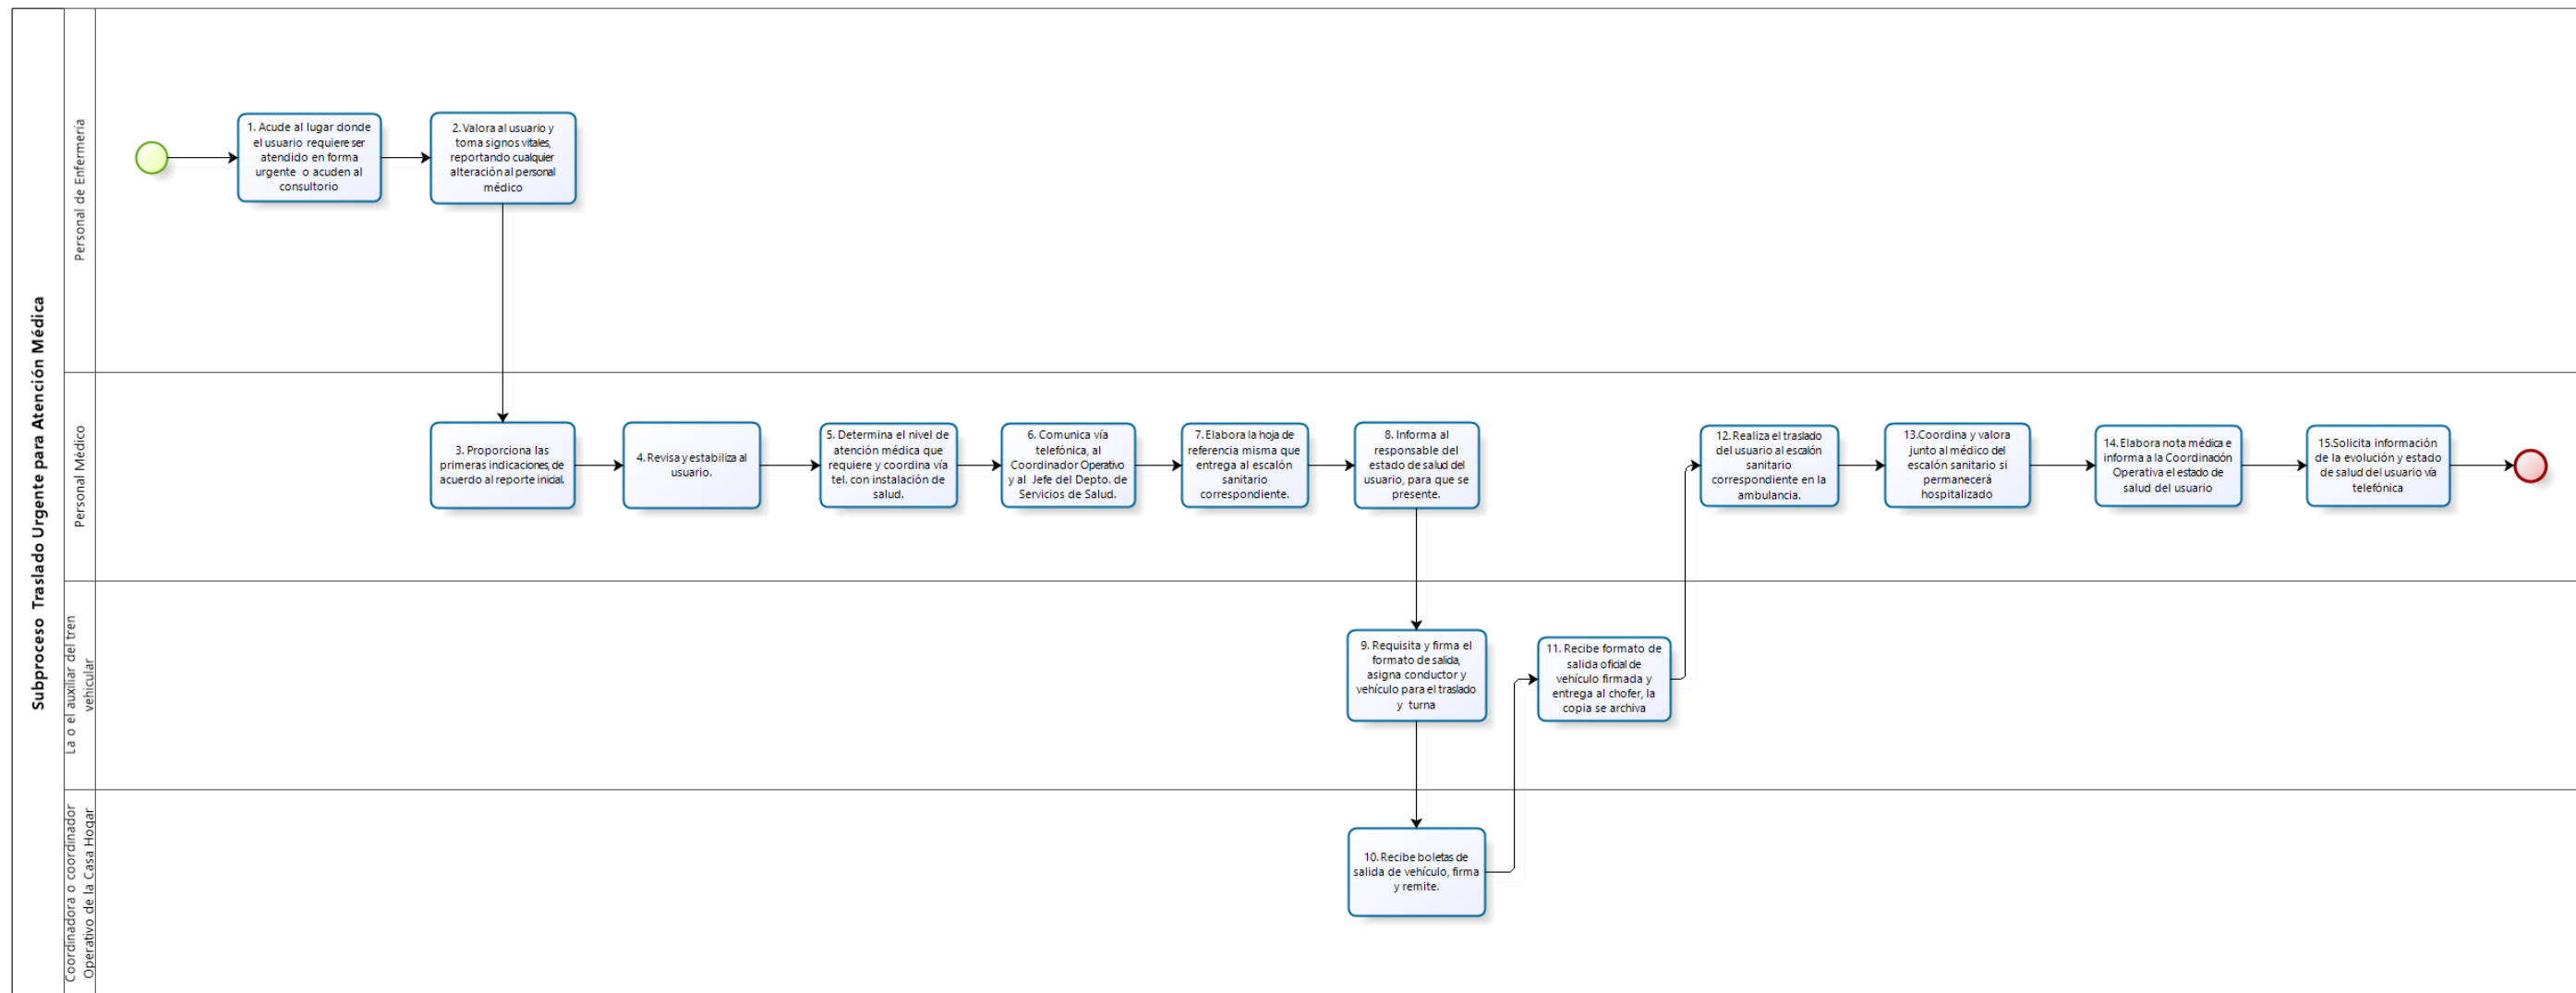 Subproceso Traslado Urgente para Atención Médica
Personal de Enfermería
1. Acude al lugar donde
el usuario requiere ser
atendido en forma
urgente o acuden al
consultorio
2. Valora al usuario y
toma signos vitales,
reportando cualquier
alteración al personal
médico
Personal Médico
3. Proporciona las
primeras indicaciones, de
acuerdo al reporte inicial.
4. Revisa y estabiliza al
usuario.
5. Determina el nivel de
atención médica que
requiere y coordina vía
tel. con instalación de
salud.
6. Comunica vía
telefónica, al
Coordinador Operativo
y al Jefe del Depto. de
Servicios de Salud.
7. Elabora la hoja de
referencia misma que
entrega al escalón
sanitario
correspondiente.
8. Informa al
responsable del
estado de salud del
usuario, para que se
presente.
La o el auxiliar del tren
vehicular
9. Requisita y firma el
formato de salida,
asigna conductor y
vehículo para el traslado
y turna
Coordinadora o coordinador
Operativo de la Casa Hogar
10. Recibe boletas de
salida de vehículo, firma
y remite.
11. Recibe formato de
salida oficial de
vehículo firmada y
entrega al chofer, la
copia se archiva
12. Realiza el traslado
del usuario al escalón
sanitario
correspondiente en la
ambulancia.
13.Coordina y valora
junto al médico del
escalón sanitario si
permanecerá
hospitalizado
14. Elabora nota médica e
informa a la Coordinación
Operativa el estado de
salud del usuario
15.Solicita información
de la evolución y estado
de salud del usuario vía
telefónica